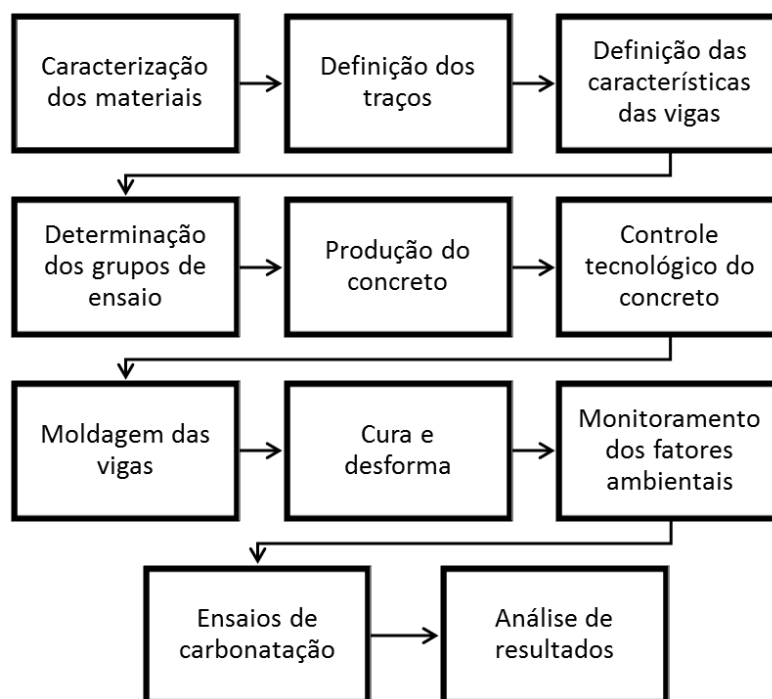 Caracterização
dos materiais
Definição dos
traços
Definição das
características
das vigas
Determinação
dos grupos de
ensaio
Produção do
concreto
Controle
tecnológico do
concreto
Moldagem das
vigas
Cura e
desforma
Monitoramento
dos fatores
ambientais
Ensaios de
carbonatação
Análise de
resultados